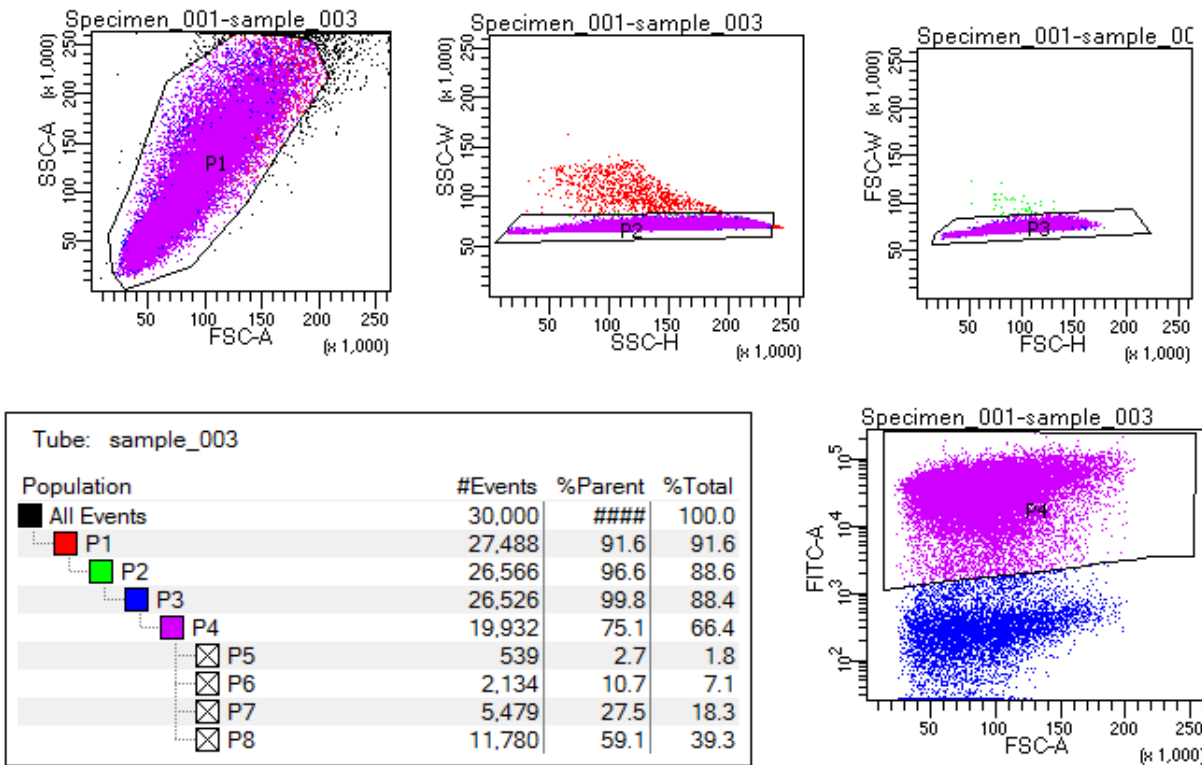 Specimen_001-sample_003
SSC-A (x 1,000)
50 100 150 200 250
P1
50 100 150 200 250
FSC-A
(x 1,000)
Specimen_001-sample_003
SSC-W (x 1,000)
50 100 150 200 250
P2
50 100 150 200 250
SSC-H
(x 1,000)
Specimen_001-sample_00
FSC-W (x 1,000)
50 100 150 200 250
P3
50 100 150 200 250
FSC-H
(x 1,000)
Tube: sample_003
Population #Events %Parent %Total
All Events 30,000 #### 100.0
P1 27,488 91.6 91.6
P2 26,566 96.6 88.6
P3 26,526 99.8 88.4
P4 19,932 75.1 66.4
P5 539 2.7 1.8
P6 2,134 10.7 7.1
P7 5,479 27.5 18.3
P8 11,780 59.1 39.3
Specimen_001-sample_003
FITC-A
10^2 10^3 10^4 10^5
P4
50 100 150 200 250
FSC-A
(x 1,000)